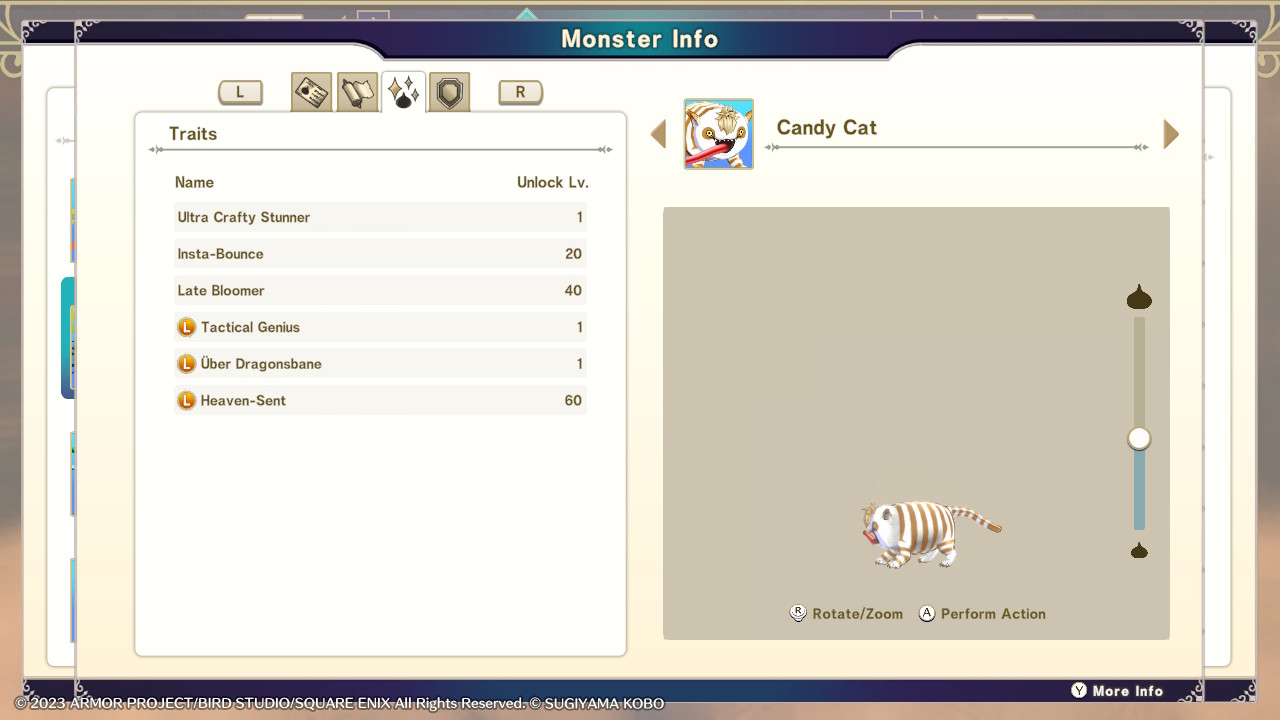 Monster Info
L
R
Traits
Name Unlock Lv.
Ultra Crafty Stunner 1
Insta-Bounce 20
Late Bloomer 40
L Tactical Genius 1
L Über Dragonsbane 1
L Heaven-Sent 60
Candy Cat
R Rotate/Zoom A Perform Action
Y More Info
© 2023 ARMOR PROJECT/BIRD STUDIO/SQUARE ENIX All Rights Reserved. © SUGIYAMA KOBO